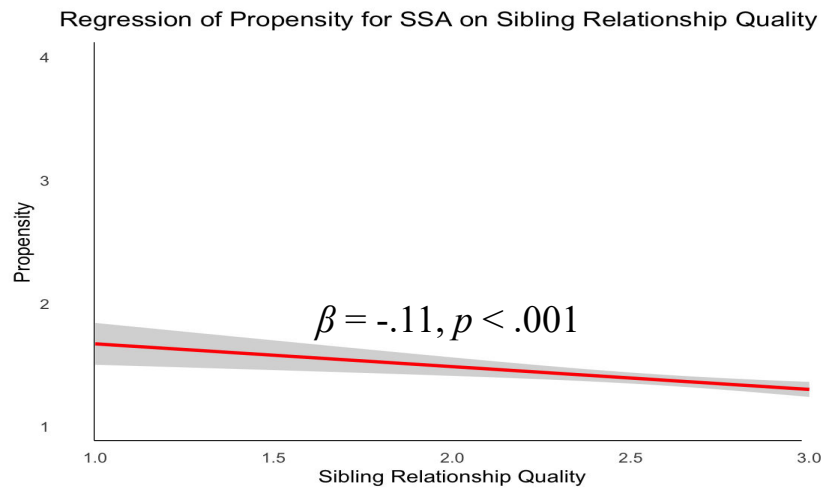 Regression of Propensity for SSA on Sibling Relationship Quality
4
3
Propensity
2
β = -.11, p < .001
1
1.0 1.5 2.0 2.5 3.0
Sibling Relationship Quality